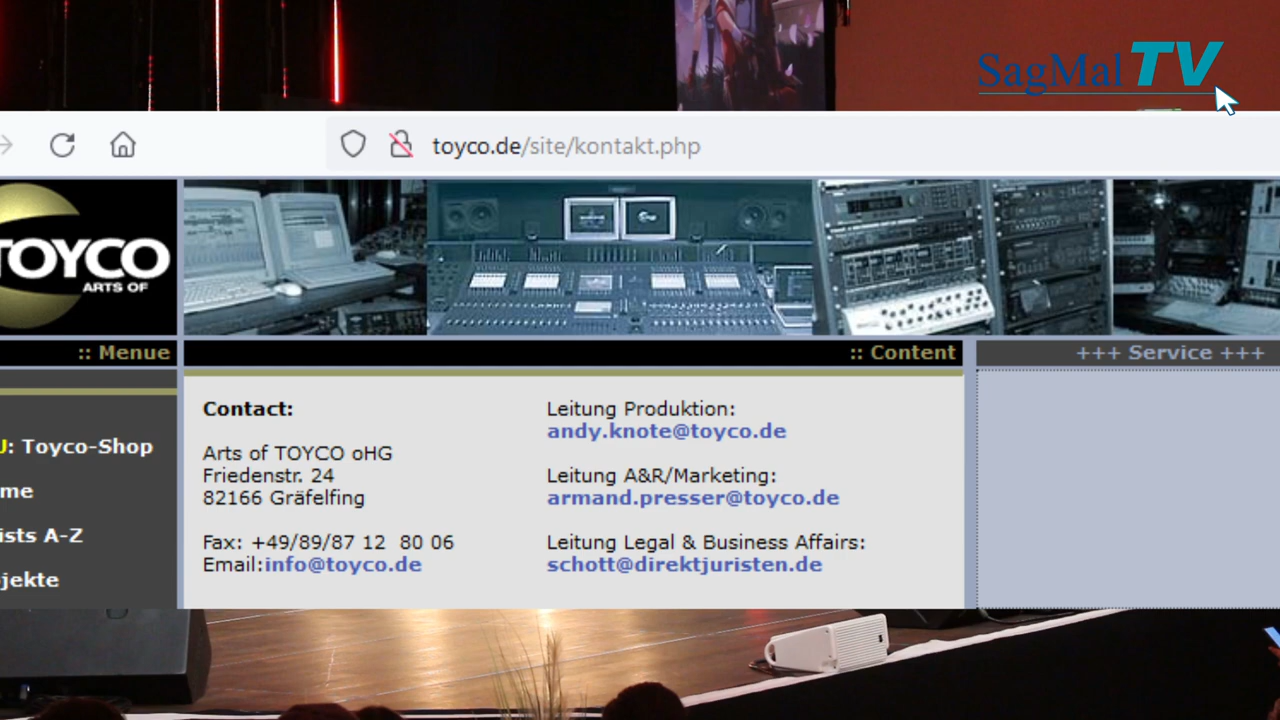 SagMalTV
toyco.de/site/kontakt.php
TOYCO
ARTS OF
:: Menue
:: Content
+++ Service +++
: Toyco-Shop
Contact:
Arts of TOYCO oHG
Friedenstr. 24
82166 Gräfelfing
Fax: +49/89/87 12 80 06
Email:info@toyco.de
Leitung Produktion:
andy.knote@toyco.de
Leitung A&R/Marketing:
armand.presser@toyco.de
Leitung Legal & Business Affairs:
schott@direktjuristen.de
me
ists A-Z
jekte